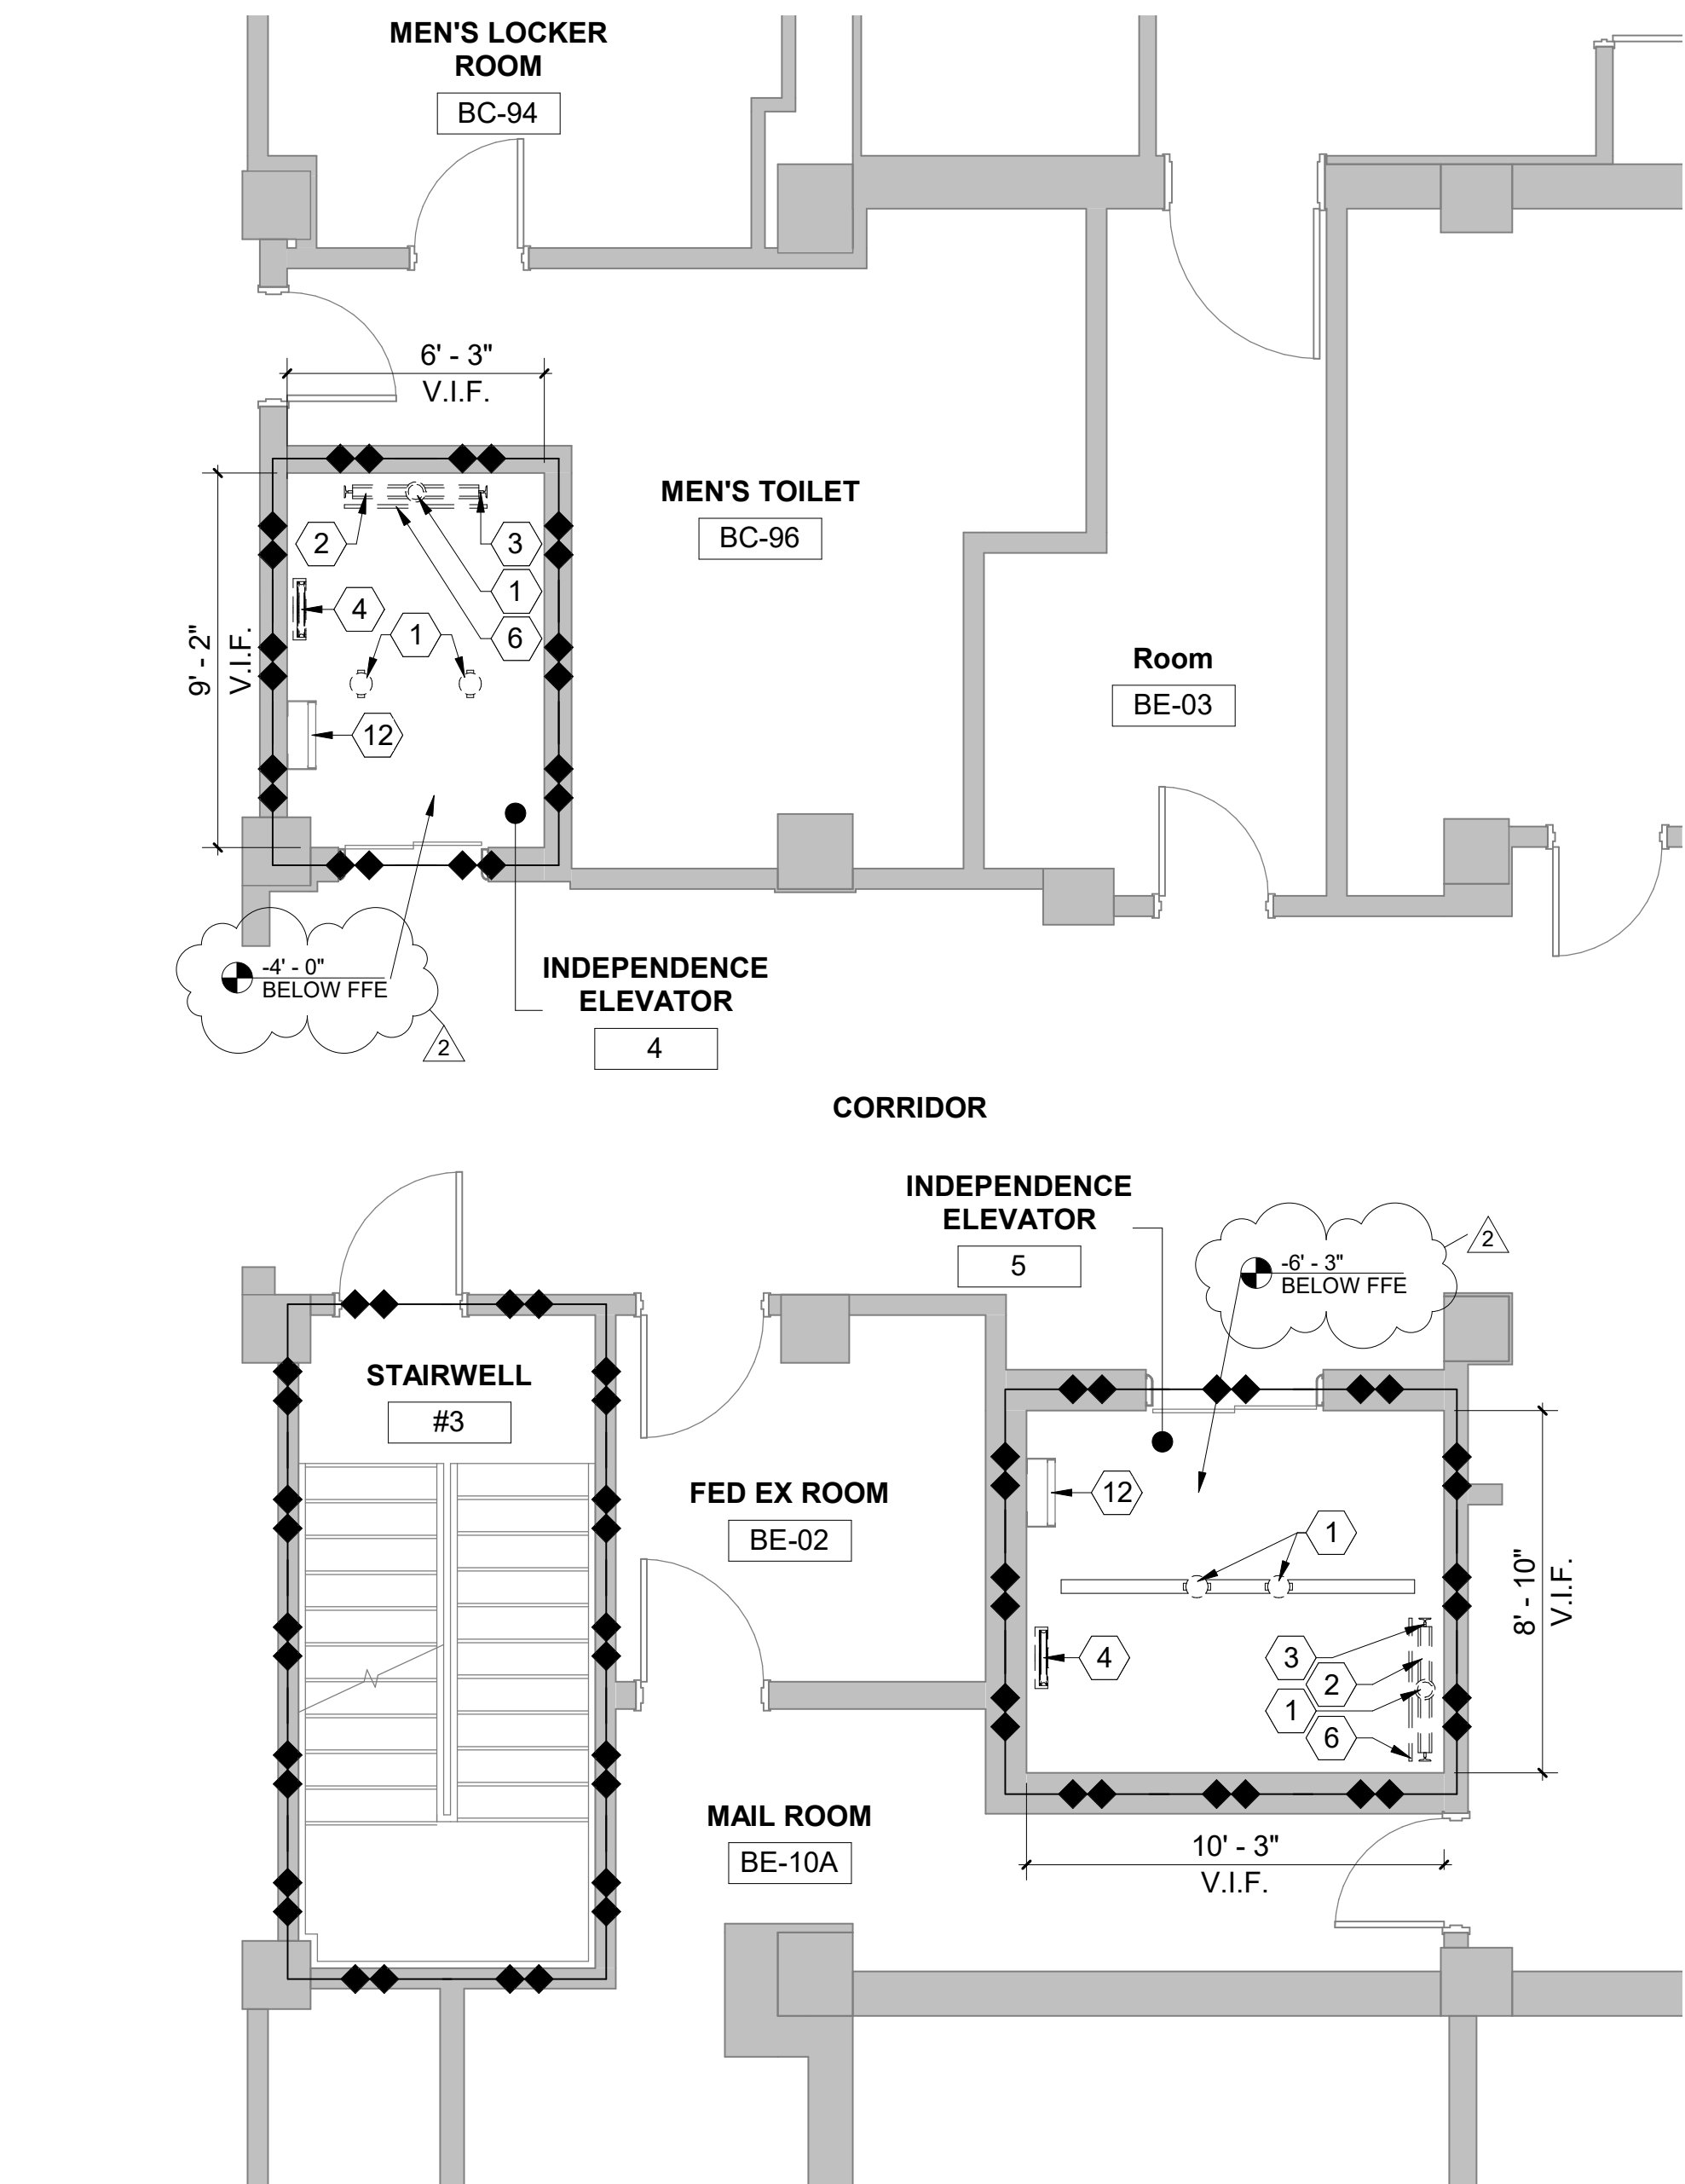 MEN'S LOCKER
ROOM
BC-94
6' - 3"
V.I.F.
9' - 2"
V.I.F.
2
3
1
4
1
6
12
MEN'S TOILET
BC-96
Room
BE-03
-4' - 0"
BELOW FFE
2
INDEPENDENCE
ELEVATOR
4
CORRIDOR
INDEPENDENCE
ELEVATOR
5
-6' - 3"
BELOW FFE
2
STAIRWELL
#3
FED EX ROOM
BE-02
12
1
4
3
2
1
6
8' - 10"
V.I.F.
MAIL ROOM
BE-10A
10' - 3"
V.I.F.